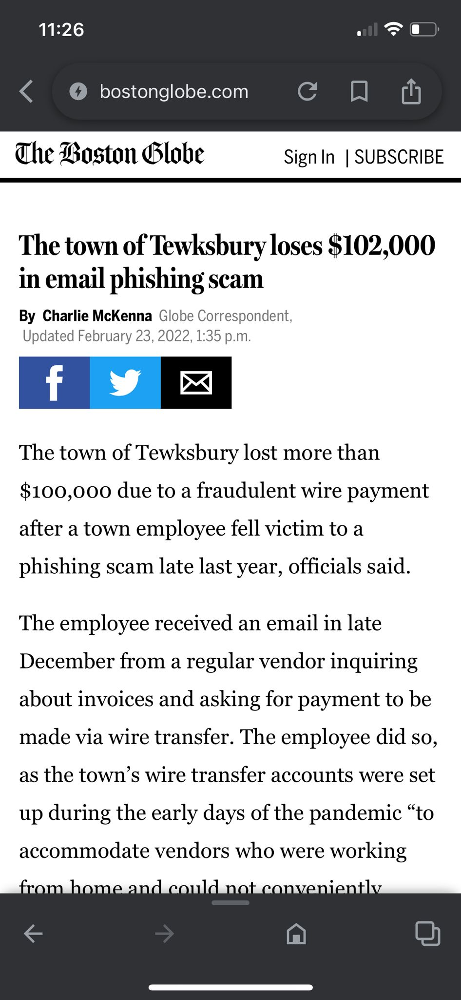 11:26
bostonglobe.com
The Boston Globe
Sign In | SUBSCRIBE
The town of Tewksbury loses $102,000
in email phishing scam
By Charlie McKenna Globe Correspondent,
Updated February 23, 2022, 1:35 p.m.
The town of Tewksbury lost more than
$100,000 due to a fraudulent wire payment
after a town employee fell victim to a
phishing scam late last year, officials said.
The employee received an email in late
December from a regular vendor inquiring
about invoices and asking for payment to be
made via wire transfer. The employee did so,
as the town’s wire transfer accounts were set
up during the early days of the pandemic “to
accommodate vendors who were working
from home and could not conveniently